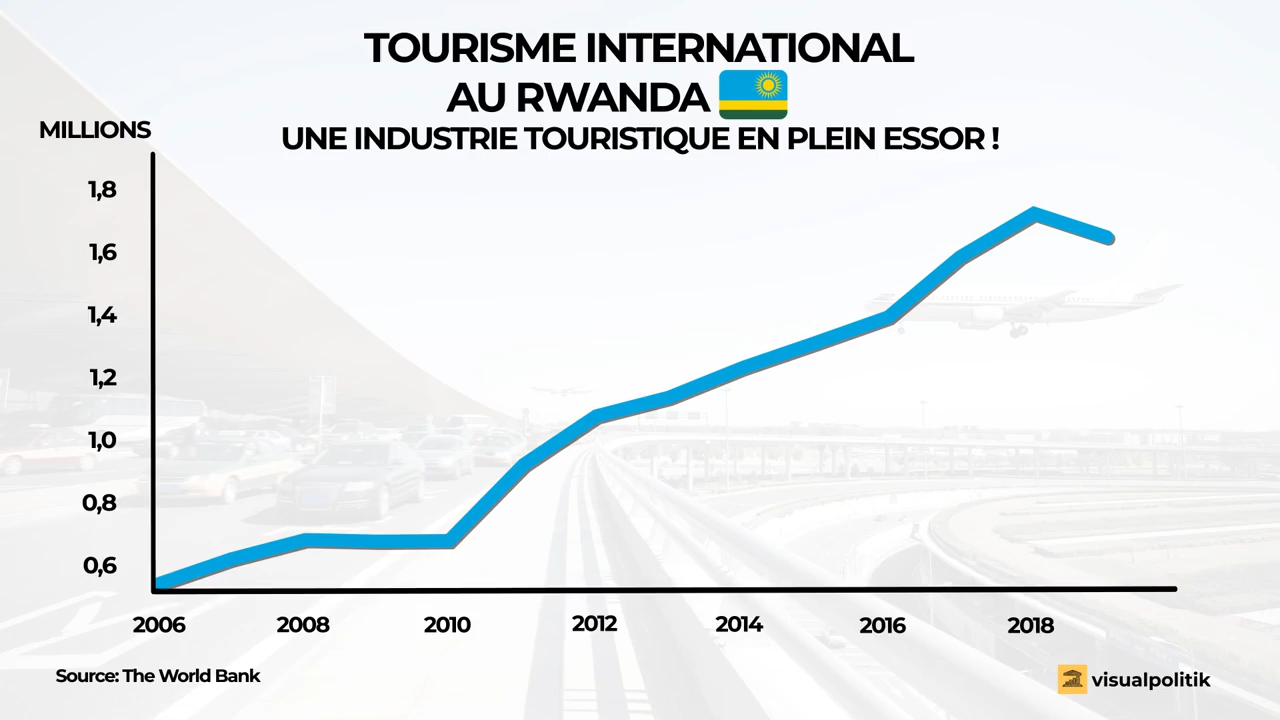 TOURISME INTERNATIONAL
AU RWANDA
UNE INDUSTRIE TOURISTIQUE EN PLEIN ESSOR !
MILLIONS
1,8
1,6
1,4
1,2
1,0
0,8
0,6
2006 2008 2010 2012 2014 2016 2018
Source: The World Bank
visualpolitik